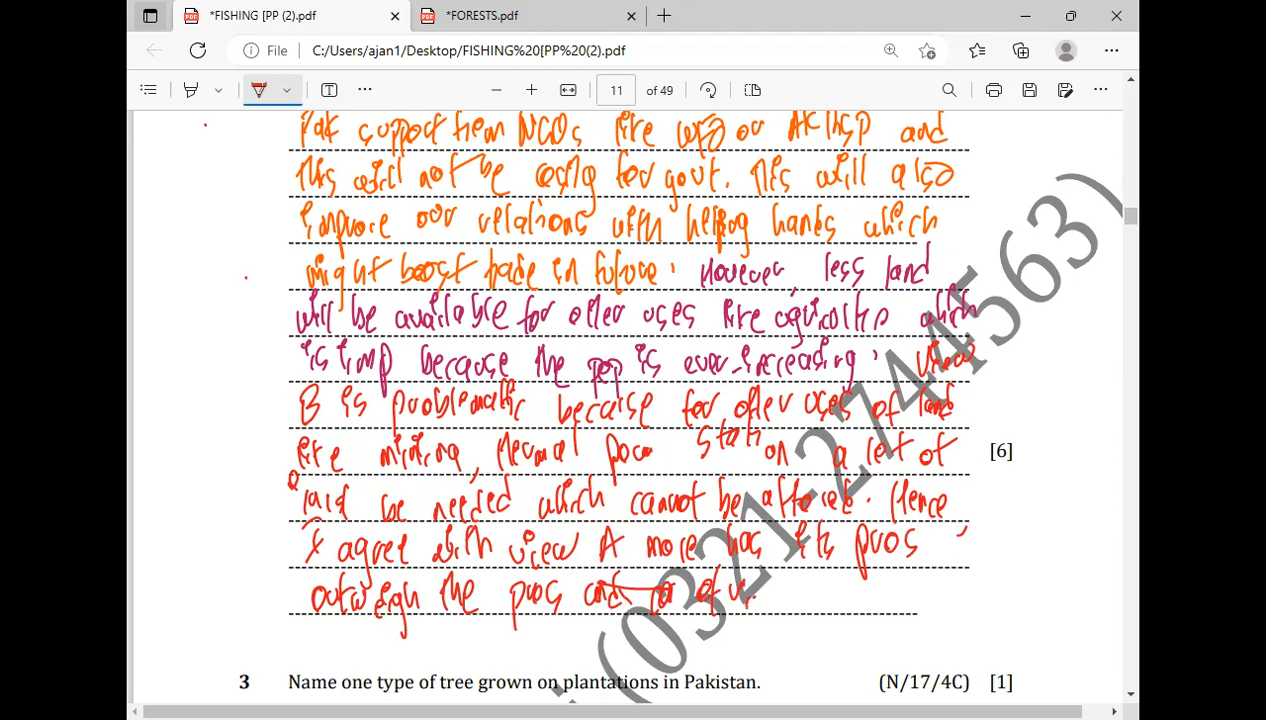 *FISHING [PP (2).pdf
*FORESTS.pdf
File C:/Users/ajan1/Desktop/FISHING%20[PP%20(2).pdf
11 of 49
Pak support from NGOs like WFO or AKRSP and
this will not be costly for govt. This will also
improve our relations with helping hands which
might boost trade in future. However, less land
will be available for other uses like which
is imp because the pop is ever-increasing. View
B is problematic because for other uses of land
like mining, thermal power station a lot of
land be needed which cannot be Hence
I agree with view A more has its pros
outweigh the pros and
[6]
(0321-2744563)
3 Name one type of tree grown on plantations in Pakistan. (N/17/4C) [1]